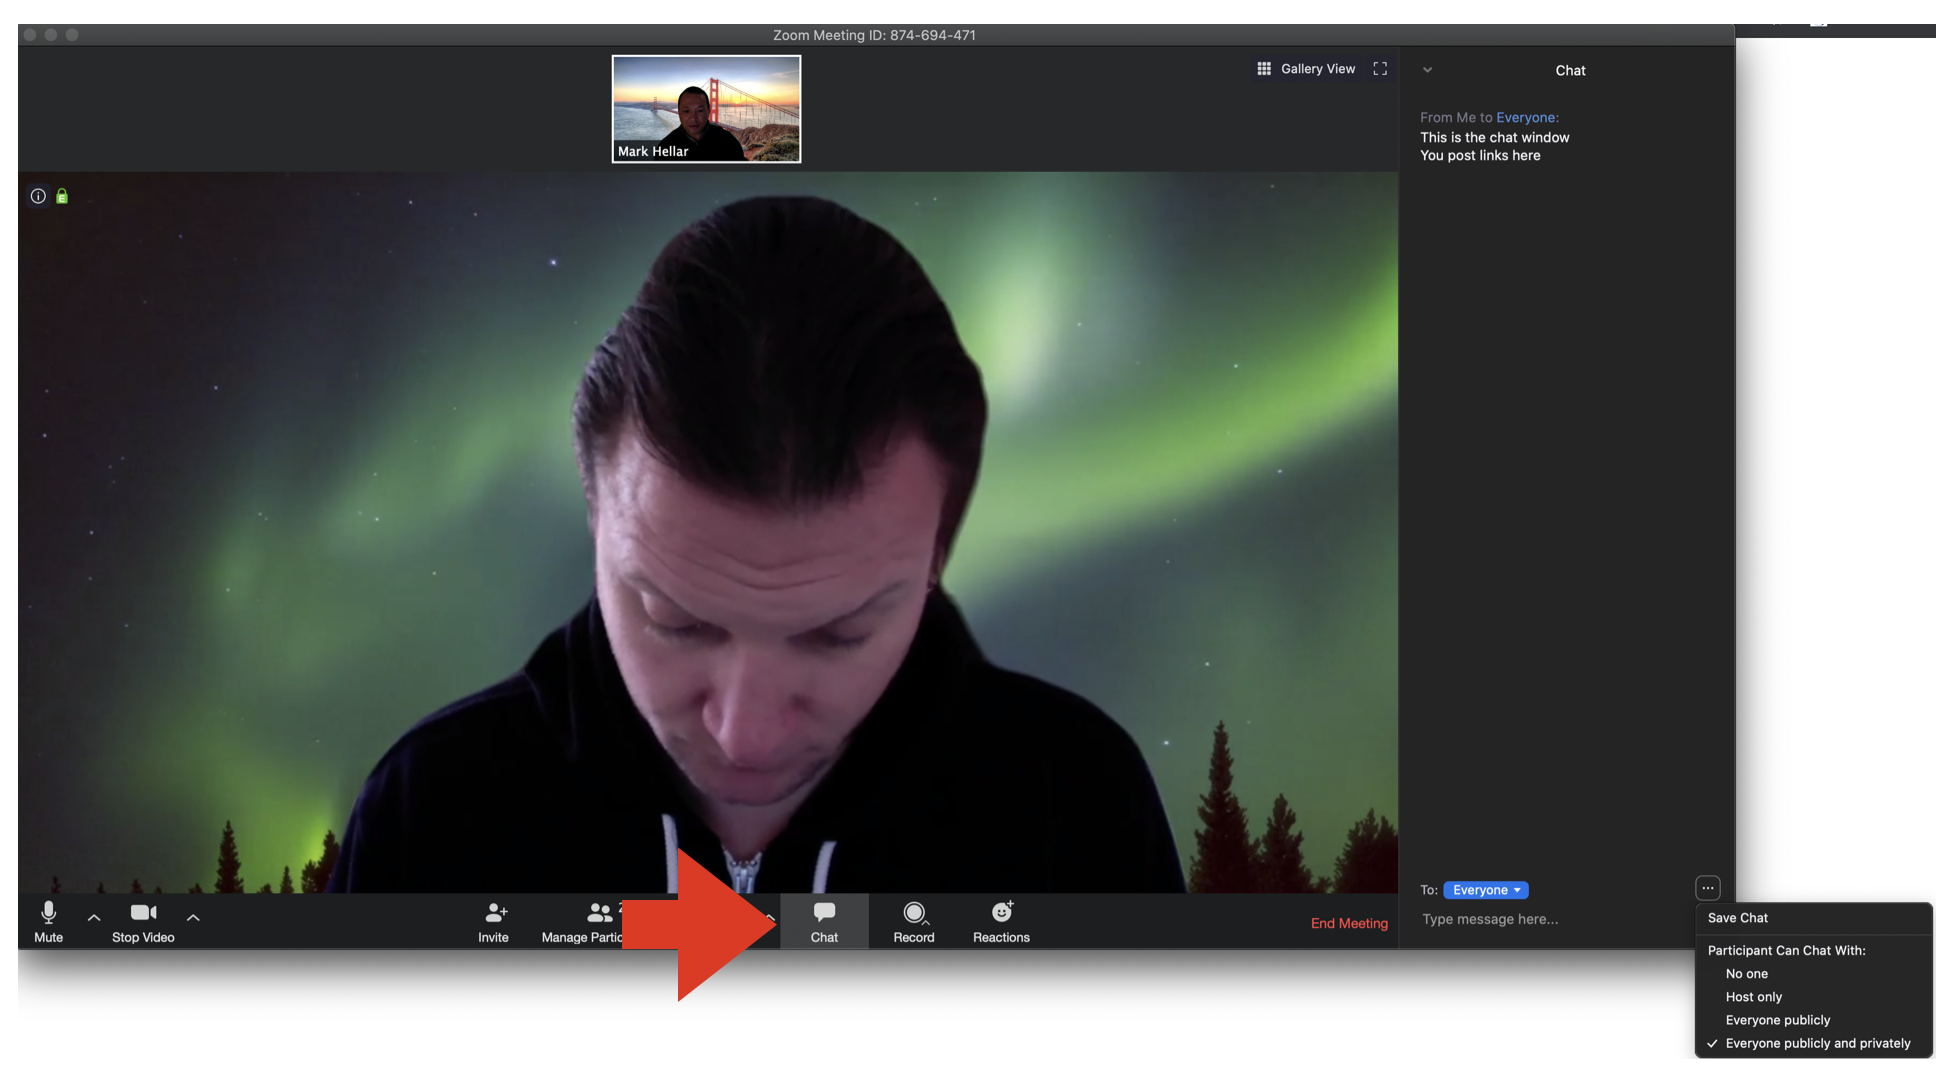 Zoom Meeting ID: 874-694-471
Mark Hellar
Gallery View
Chat
From Me to Everyone:
This is the chat window
You post links here
To: Everyone
Type message here...
Mute
Stop Video
Invite
Manage
Chat
Record
Reactions
End Meeting
Save Chat
Participant Can Chat With:
No one
Host only
Everyone publicly
Everyone publicly and privately